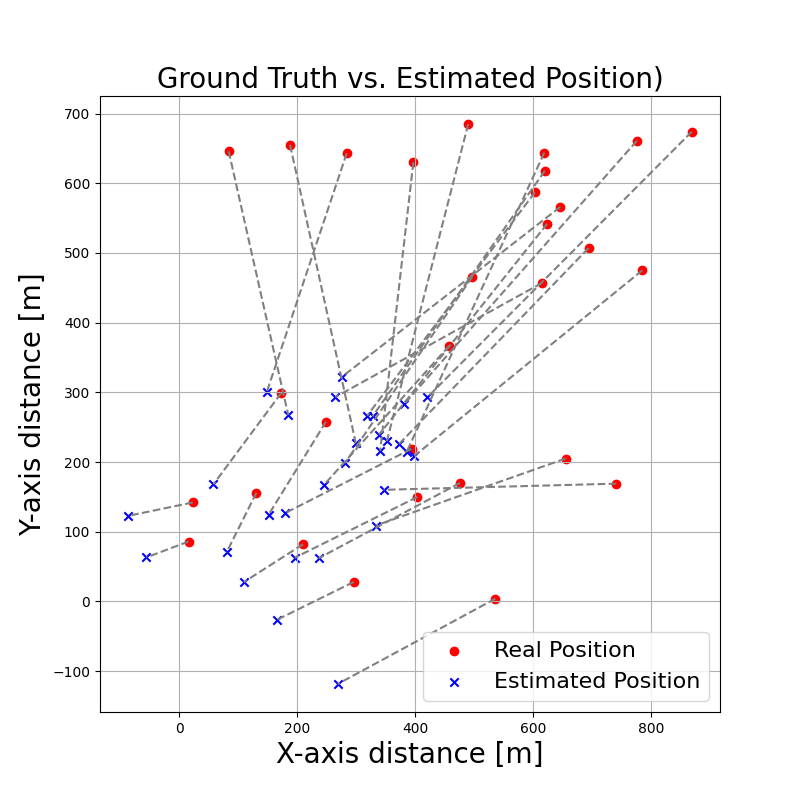 Ground Truth vs. Estimated Position)
Y-axis distance [m]
700
600
500
400
300
200
100
0
−100
0 200 400 600 800
X-axis distance [m]
Real Position
Estimated Position